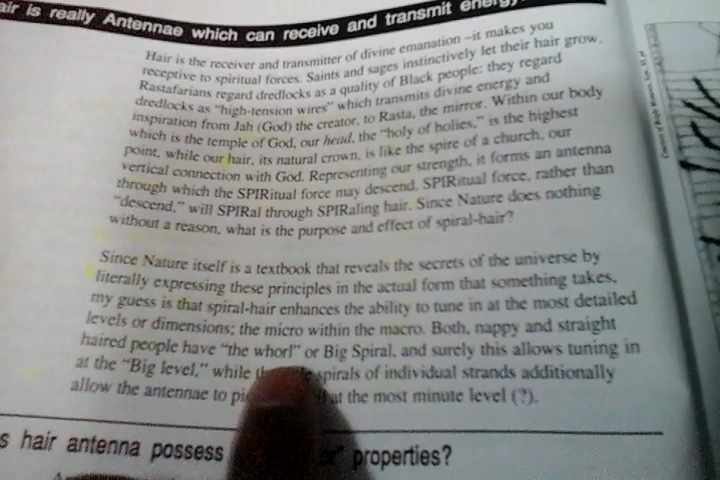 air is really Antennae which can receive and transmit energy
Hair is the receiver and transmitter of divine emanation –it makes you
receptive to spiritual forces. Saints and sages instinctively let their hair grow.
Rastafarians regard dredlocks as a quality of Black people: they regard
dredlocks as "high-tension wires" which transmits divine energy and
inspiration from Jah (God) the creator, to Rasta, the mirror. Within our body
which is the temple of God, our head, the "holy of holies," is the highest
point, while our hair, its natural crown, is like the spire of a church, our
vertical connection with God. Representing our strength, it forms an antenna
through which the SPIRitual force may descend. SPIRitual force, rather than
"descend," will SPIRal through SPIRaling hair. Since Nature does nothing
without a reason, what is the purpose and effect of spiral-hair?
Since Nature itself is a textbook that reveals the secrets of the universe by
literally expressing these principles in the actual form that something takes,
my guess is that spiral-hair enhances the ability to tune in at the most detailed
levels or dimensions; the micro within the macro. Both, nappy and straight
haired people have "the whorl" or Big Spiral, and surely this allows tuning in
at the "Big level," while spirals of individual strands additionally
allow the antennae to at the most minute level (?).
s hair antenna possess properties?